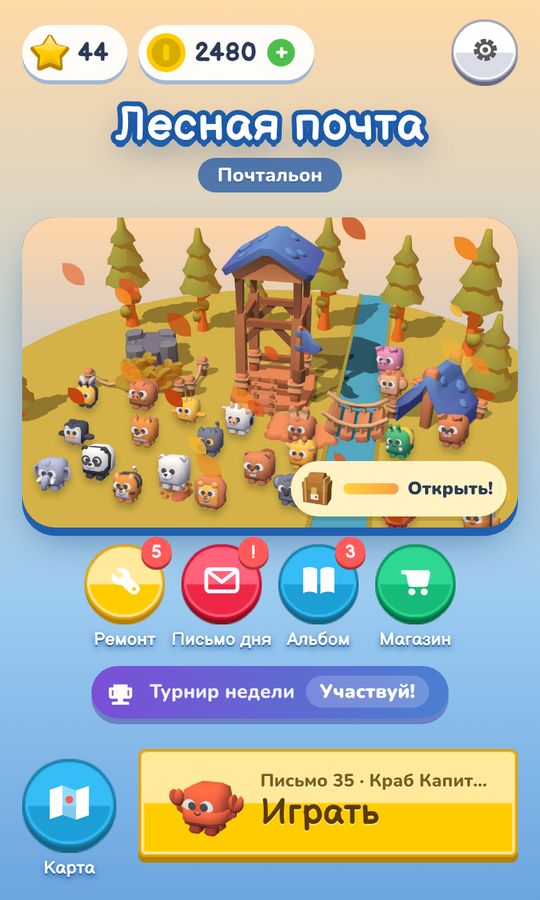 44
2480
+
Лесная почта
Почтальон
Открыть!
5
!
3
Ремонт
Письмо дня
Альбом
Магазин
Турнир недели
Участвуй!
Письмо 35 · Краб Капит...
Играть
Карта